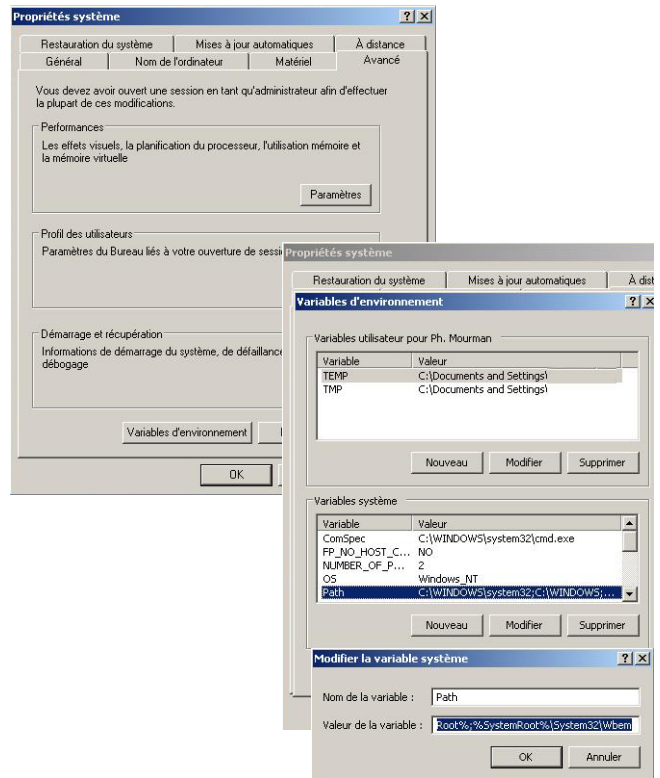 Propriétés système
Restauration du système Mises à jour automatiques À distance
Général Nom de l'ordinateur Matériel Avancé
Vous devez avoir ouvert une session en tant qu'administrateur afin d'effectuer
la plupart de ces modifications.
Performances
Les effets visuels, la planification du processeur, l'utilisation mémoire et
la mémoire virtuelle
Paramètres
Profil des utilisateurs
Paramètres du Bureau liés à votre ouverture de sessi
Démarrage et récupération
Informations de démarrage du système, de défaillance
débogage
Variables d'environnement
OK
Propriétés système
Restauration du système Mises à jour automatiques À dist
Variables d'environnement
Variables utilisateur pour Ph. Mourman
Variable Valeur
TEMP C:\Documents and Settings\
TMP C:\Documents and Settings\
Nouveau Modifier Supprimer
Variables système
Variable Valeur
ComSpec C:\WINDOWS\system32\cmd.exe
FP_NO_HOST_C... NO
NUMBER_OF_P... 2
OS Windows_NT
Path C:\WINDOWS\system32;C:\WINDOWS;...
Nouveau Modifier Supprimer
Modifier la variable système
Nom de la variable : Path
Valeur de la variable : Root%;%SystemRoot%\System32\Wbem
OK Annuler